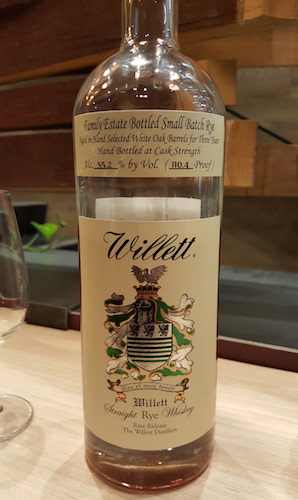 Family Estate Bottled Small Batch Rye
Aged in Hand Selected White Oak Barrels for Three Years
Hand Bottled at Cask Strength
Alc. 55.2 % by Vol. ( 110.4 Proof )
Willett®
Willett
Straight Rye Whiskey
Rare Release
The Willett Distillery